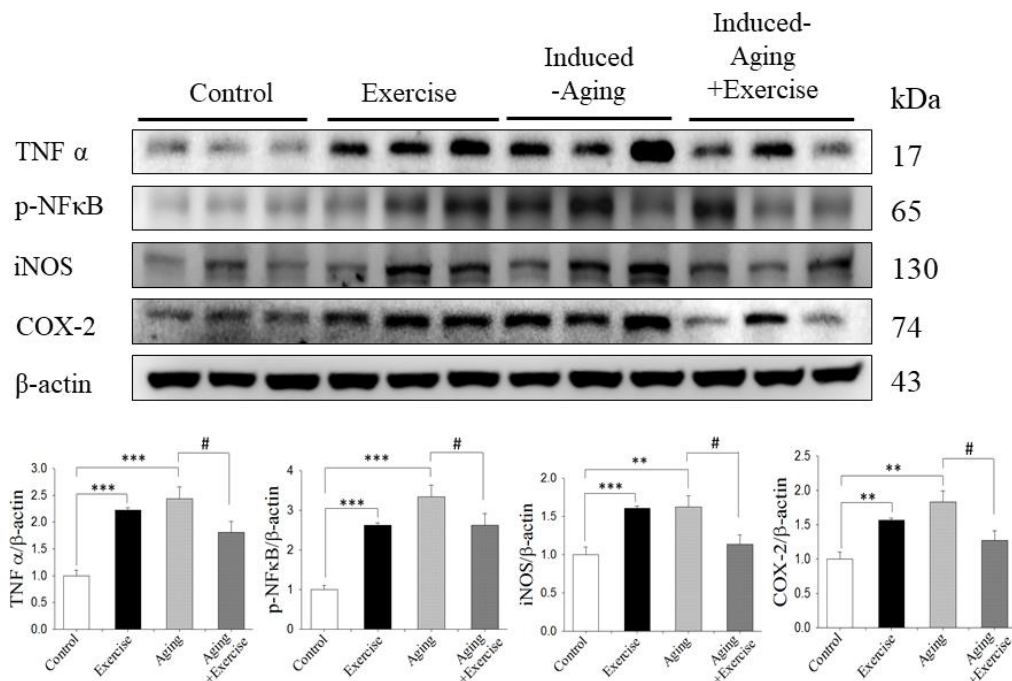 Control
Exercise
Induced
-Aging
Induced-
Aging
+Exercise
kDa
TNF α
17
p-NFκB
65
iNOS
130
COX-2
74
β-actin
43
TNF α/β-actin
3.0
2.5
2.0
1.5
1.0
0.5
0.0
***
***
#
Control
Exercise
Aging
Aging
+Exercise
p-NFκB/β-actin
4
3
2
1
0
***
***
#
Control
Exercise
Aging
Aging
+Exercise
iNOS/β-actin
2.0
1.5
1.0
0.5
0.0
**
***
#
Control
Exercise
Aging
Aging
+Exercise
COX-2/β-actin
2.5
2.0
1.5
1.0
0.5
0.0
**
**
#
Control
Exercise
Aging
Aging
+Exercise